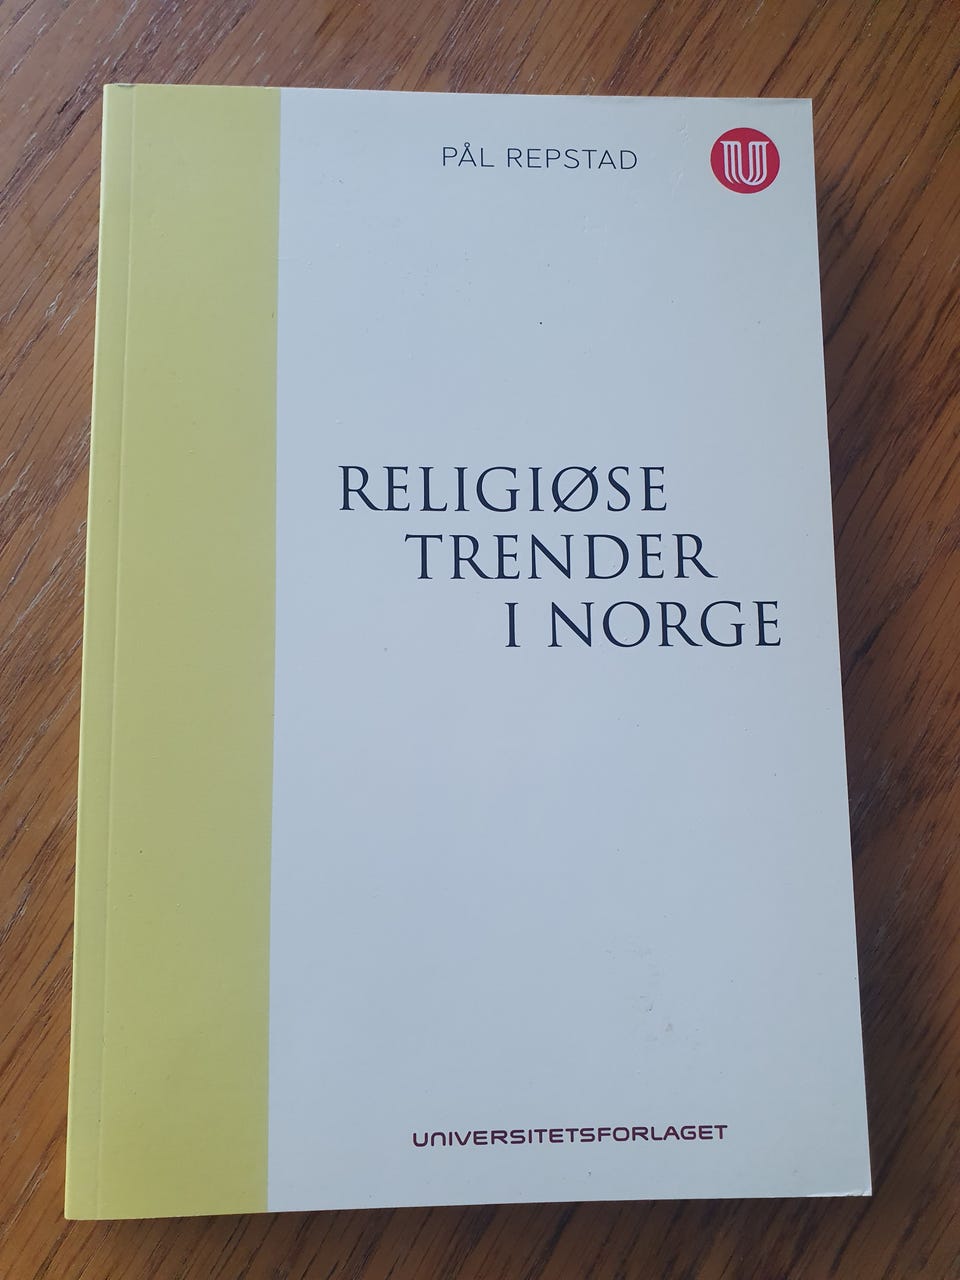 PÅL REPSTAD
U
RELIGIØSE
TRENDER
I NORGE
UNIVERSITETSFORLAGET